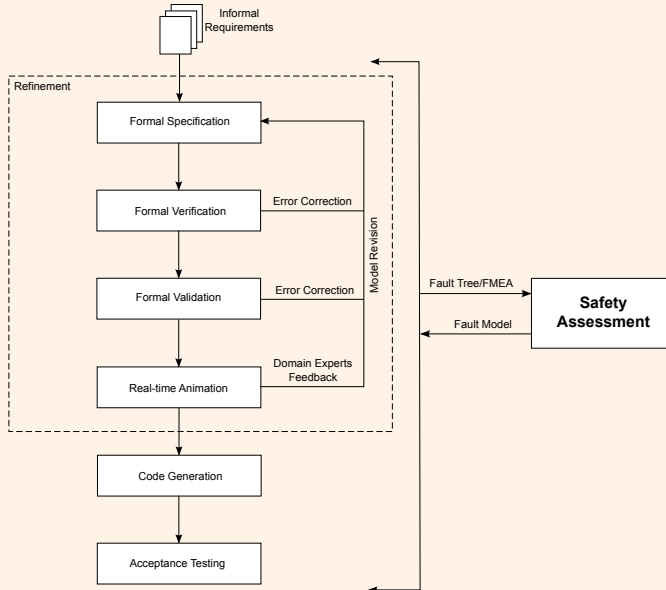 Informal
Requirements
Refinement
Formal Specification
Formal Verification
Error Correction
Model Revision
Formal Validation
Error Correction
Fault Tree/FMEA
Safety
Assessment
Fault Model
Domain Experts
Feedback
Real-time Animation
Code Generation
Acceptance Testing